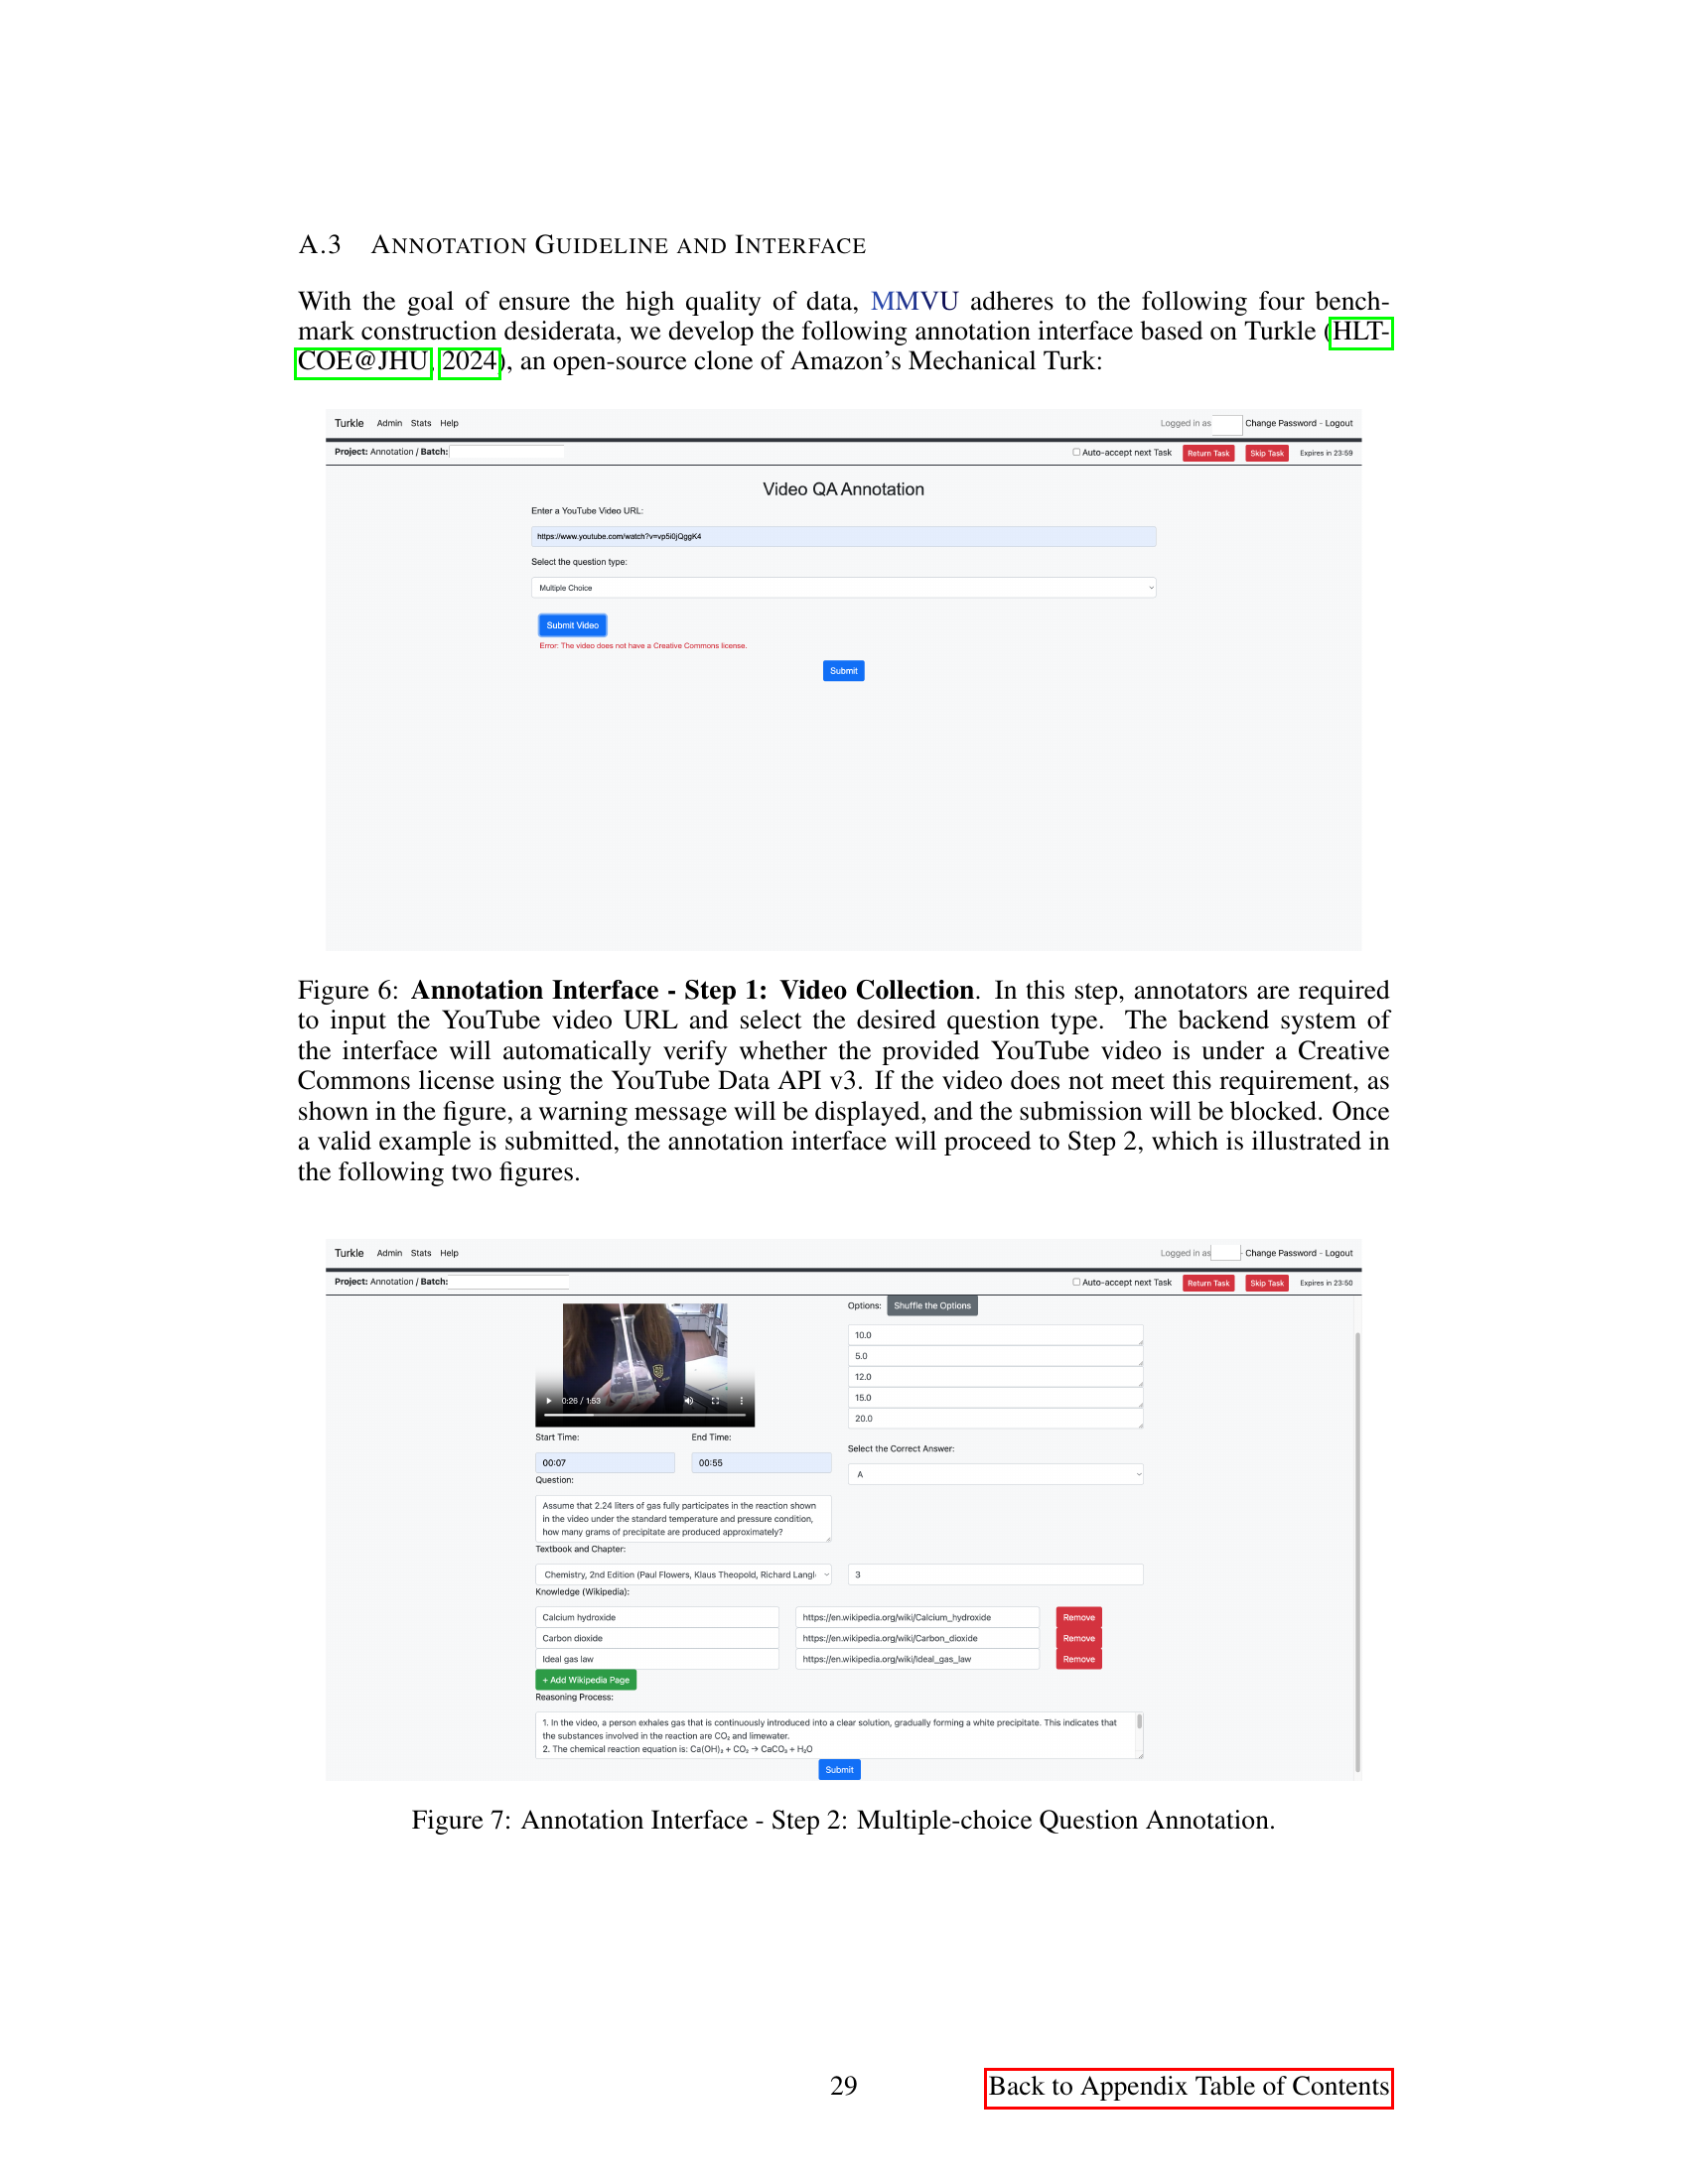 A.3 ANNOTATION GUIDELINE AND INTERFACE
With the goal of ensure the high quality of data, MMVU adheres to the following four bench-
mark construction desiderata, we develop the following annotation interface based on Turkle (HLT-
COE@JHU, 2024), an open-source clone of Amazon's Mechanical Turk:
Turkle Admin Stats Help Logged in as Change Password - Logout
Project: Annotation / Batch: Auto-accept next Task Return Task Skip Task Expires in 23:59
Video QA Annotation
Enter a YouTube Video URL:
https://www.youtube.com/watch?v=vp5i0jQggK4
Select the question type:
Multiple Choice
Submit Video
Error: The video does not have a Creative Commons license.
Submit
Figure 6: Annotation Interface - Step 1: Video Collection. In this step, annotators are required
to input the YouTube video URL and select the desired question type. The backend system of
the interface will automatically verify whether the provided YouTube video is under a Creative
Commons license using the YouTube Data API v3. If the video does not meet this requirement, as
shown in the figure, a warning message will be displayed, and the submission will be blocked. Once
a valid example is submitted, the annotation interface will proceed to Step 2, which is illustrated in
the following two figures.
Turkle Admin Stats Help Logged in as - Change Password - Logout
Project: Annotation / Batch: Auto-accept next Task Return Task Skip Task Expires in 23:50
0:26 / 1:53
Start Time: End Time:
00:07 00:55
Question:
Assume that 2.24 liters of gas fully participates in the reaction shown
in the video under the standard temperature and pressure condition,
how many grams of precipitate are produced approximately?
Options: Shuffle the Options
10.0
5.0
12.0
15.0
20.0
Select the Correct Answer:
A
Textbook and Chapter:
Chemistry, 2nd Edition (Paul Flowers, Klaus Theopold, Richard Langl 3
Knowledge (Wikipedia):
Calcium hydroxide https://en.wikipedia.org/wiki/Calcium_hydroxide Remove
Carbon dioxide https://en.wikipedia.org/wiki/Carbon_dioxide Remove
Ideal gas law https://en.wikipedia.org/wiki/Ideal_gas_law Remove
+ Add Wikipedia Page
Reasoning Process:
1. In the video, a person exhales gas that is continuously introduced into a clear solution, gradually forming a white precipitate. This indicates that
the substances involved in the reaction are CO₂ and limewater.
2. The chemical reaction equation is: Ca(OH)₂ + CO₂ → CaCO₃ + H₂O
Submit
Figure 7: Annotation Interface - Step 2: Multiple-choice Question Annotation.
29 Back to Appendix Table of Contents